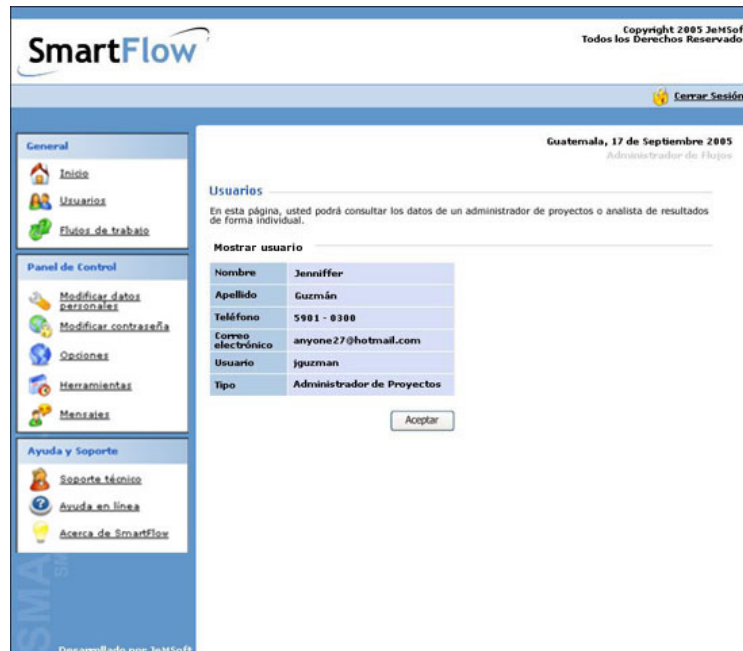 SmartFlow
Copyright 2005 JeMSof
Todos los Derechos Reservado
Cerrar Sesión
General
Inicio
Usuarios
Flujos de trabajo
Panel de Control
Modificar datos
personales
Modificar contraseña
Opciones
Herramientas
Mensajes
Ayuda y Soporte
Soporte técnico
Ayuda en línea
Acerca de SmartFlow
SMA
SM
Desarrollado por JeMSoft
Guatemala, 17 de Septiembre 2005
Administrador de Flujos
Usuarios
En esta página, usted podrá consultar los datos de un administrador de proyectos o analista de resultados
de forma individual.
Mostrar usuario
Nombre Jenniffer
Apellido Guzmán
Teléfono 5901 - 0300
Correo
electrónico anyone27@hotmail.com
Usuario jguzman
Tipo Administrador de Proyectos
Aceptar